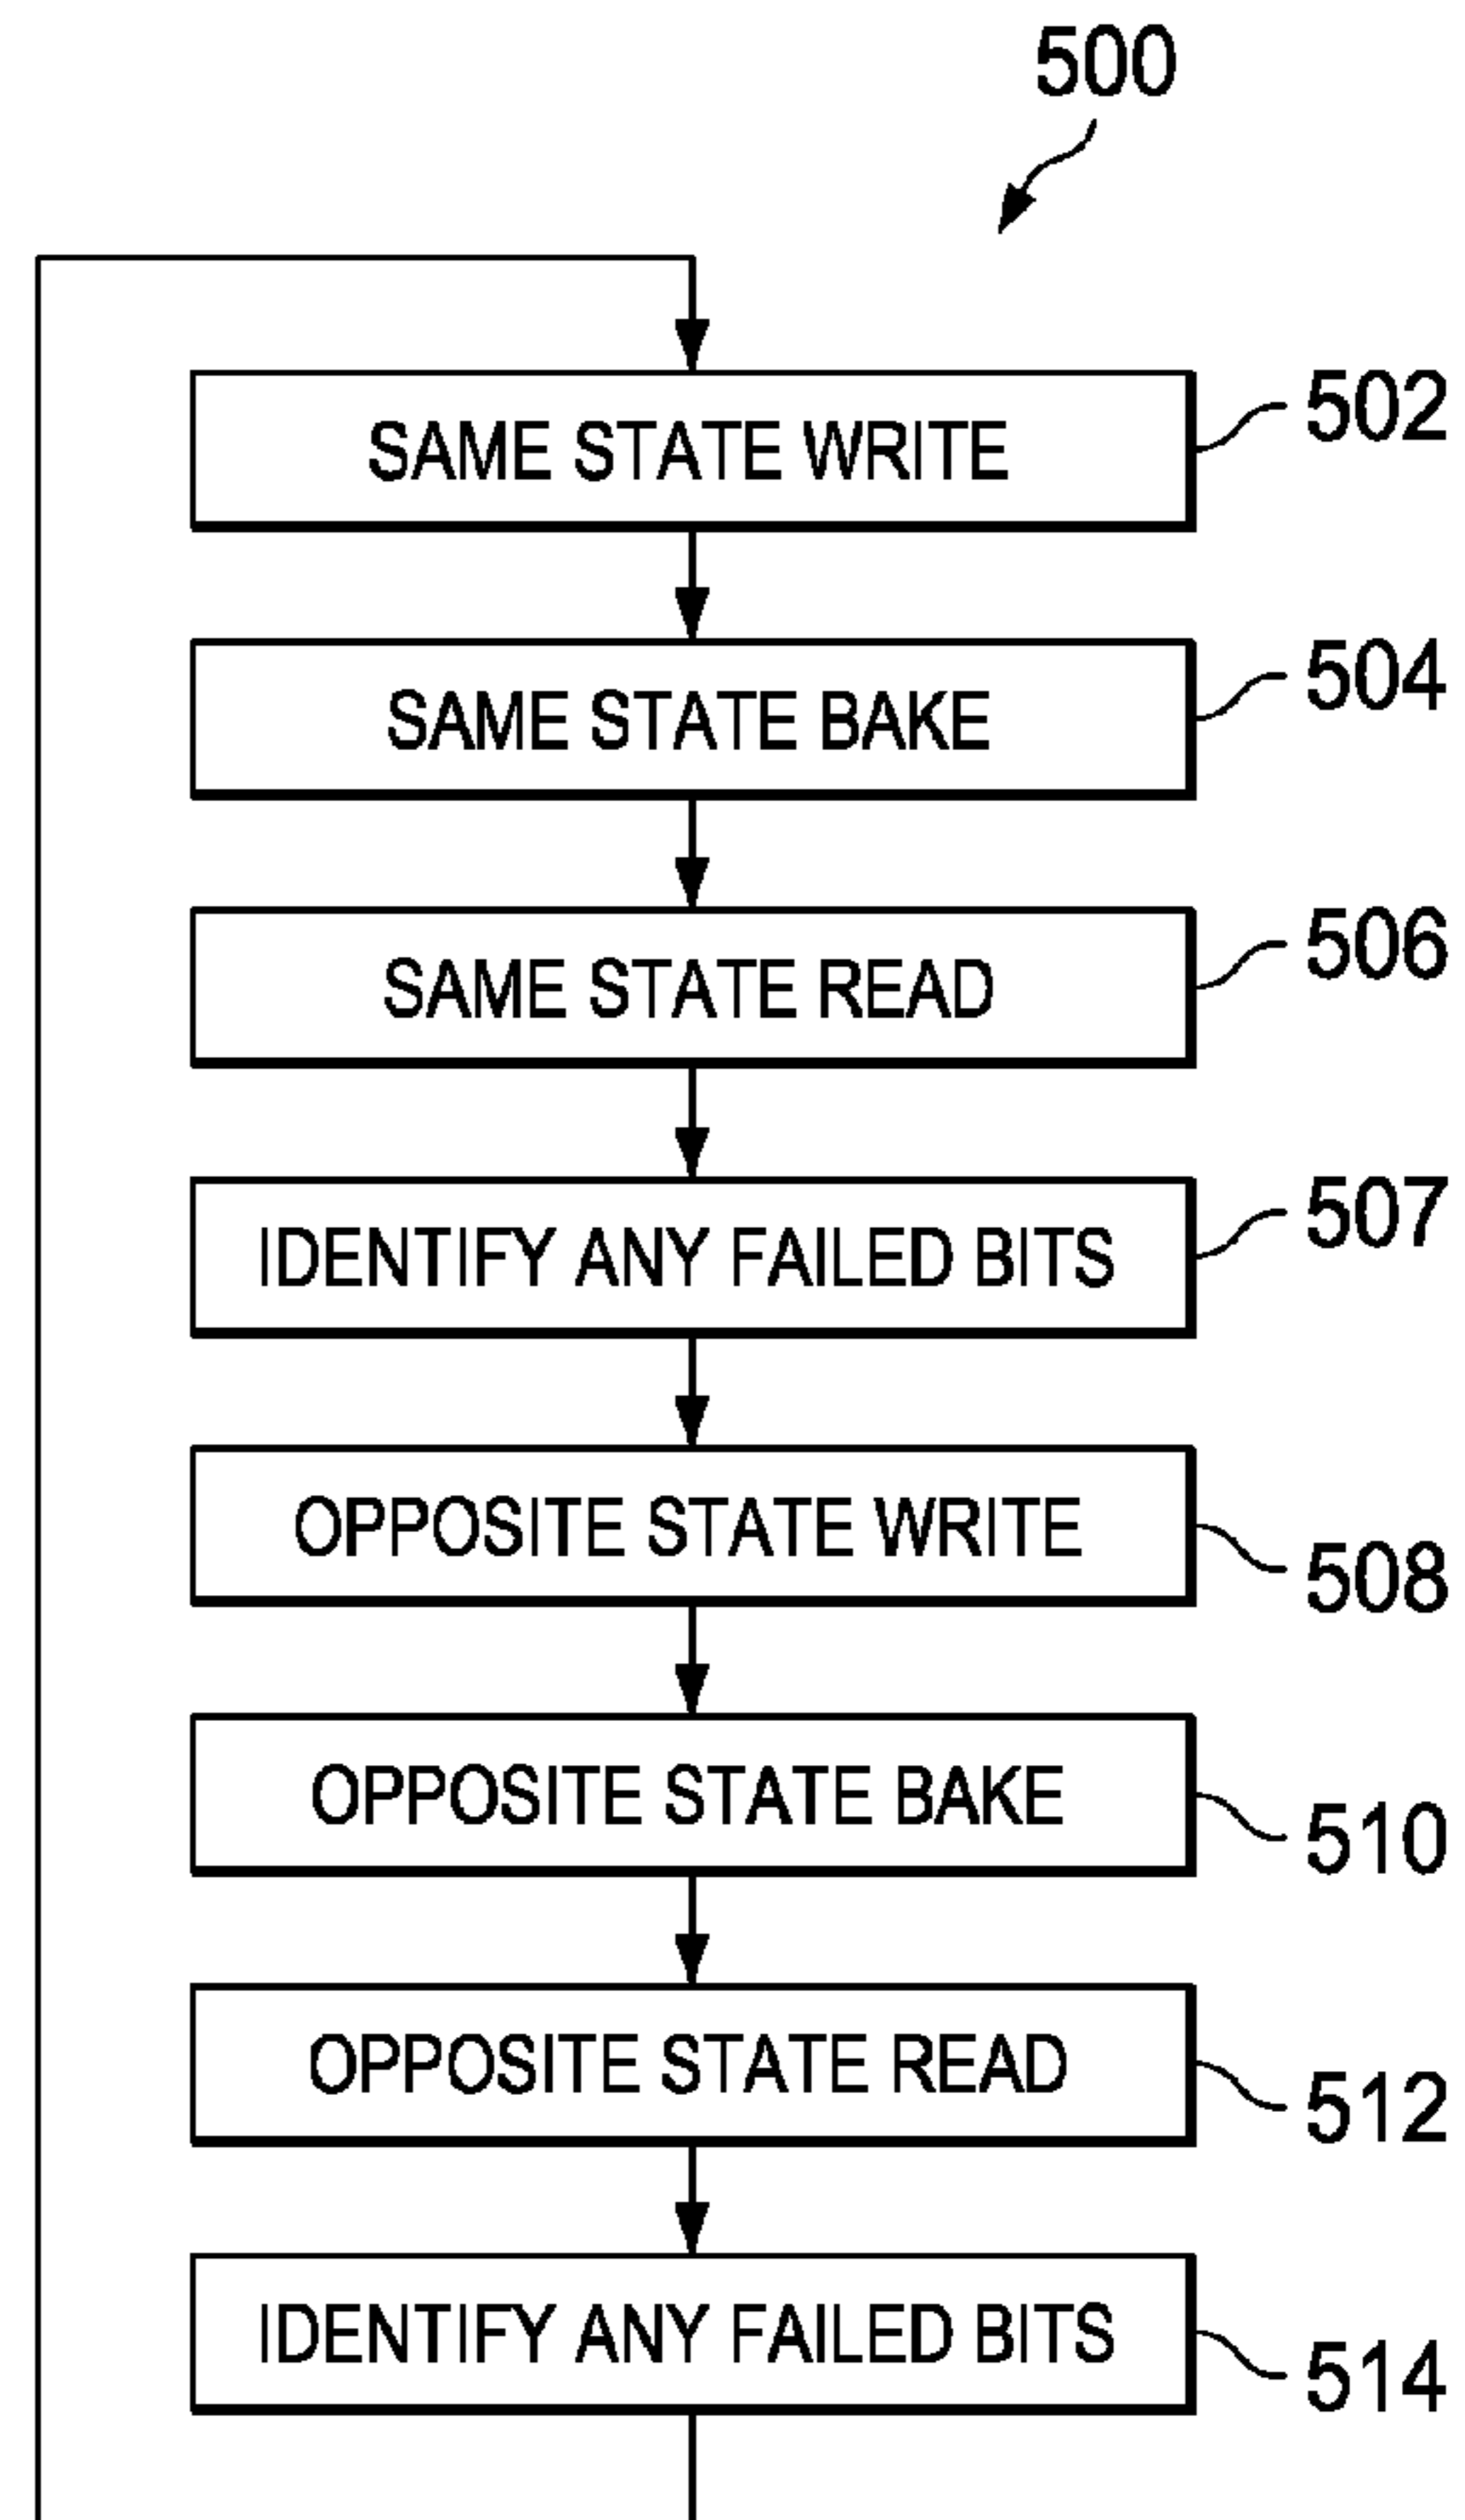 500
SAME STATE WRITE 502
SAME STATE BAKE 504
SAME STATE READ 506
IDENTIFY ANY FAILED BITS 507
OPPOSITE STATE WRITE 508
OPPOSITE STATE BAKE 510
OPPOSITE STATE READ 512
IDENTIFY ANY FAILED BITS 514